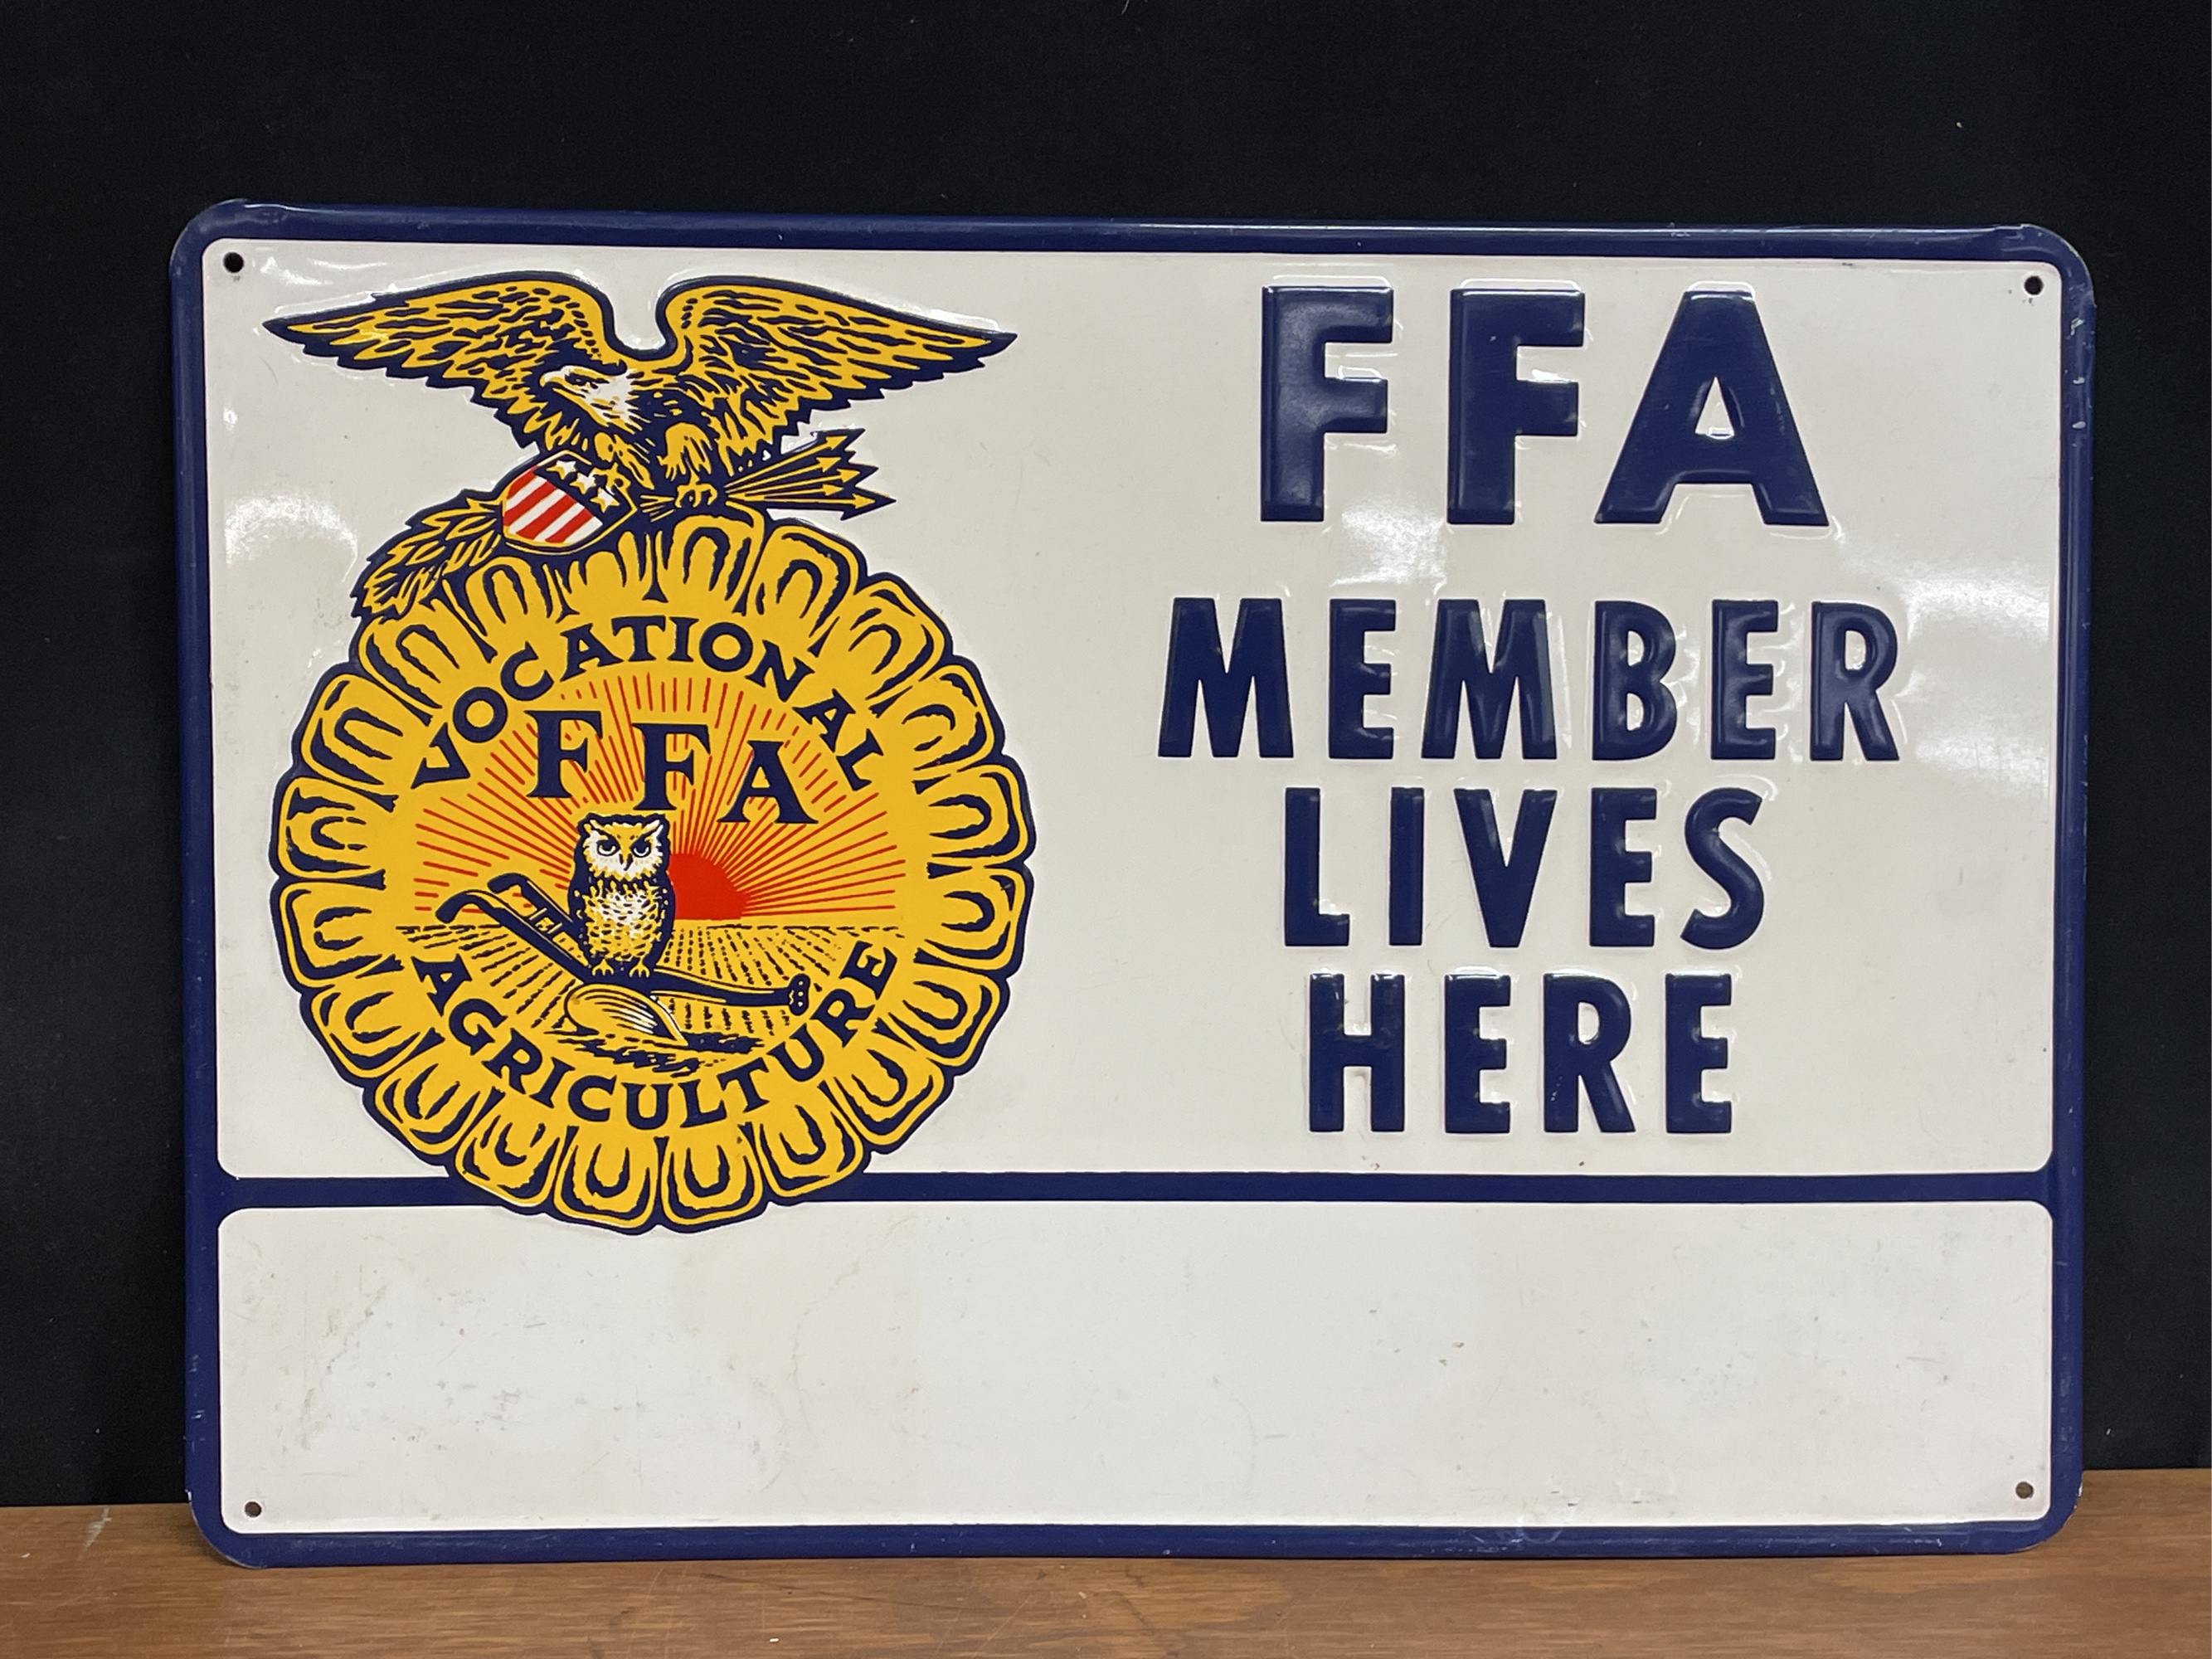 VOCATIONAL
FFA
AGRICULTURE
FFA
MEMBER
LIVES
HERE